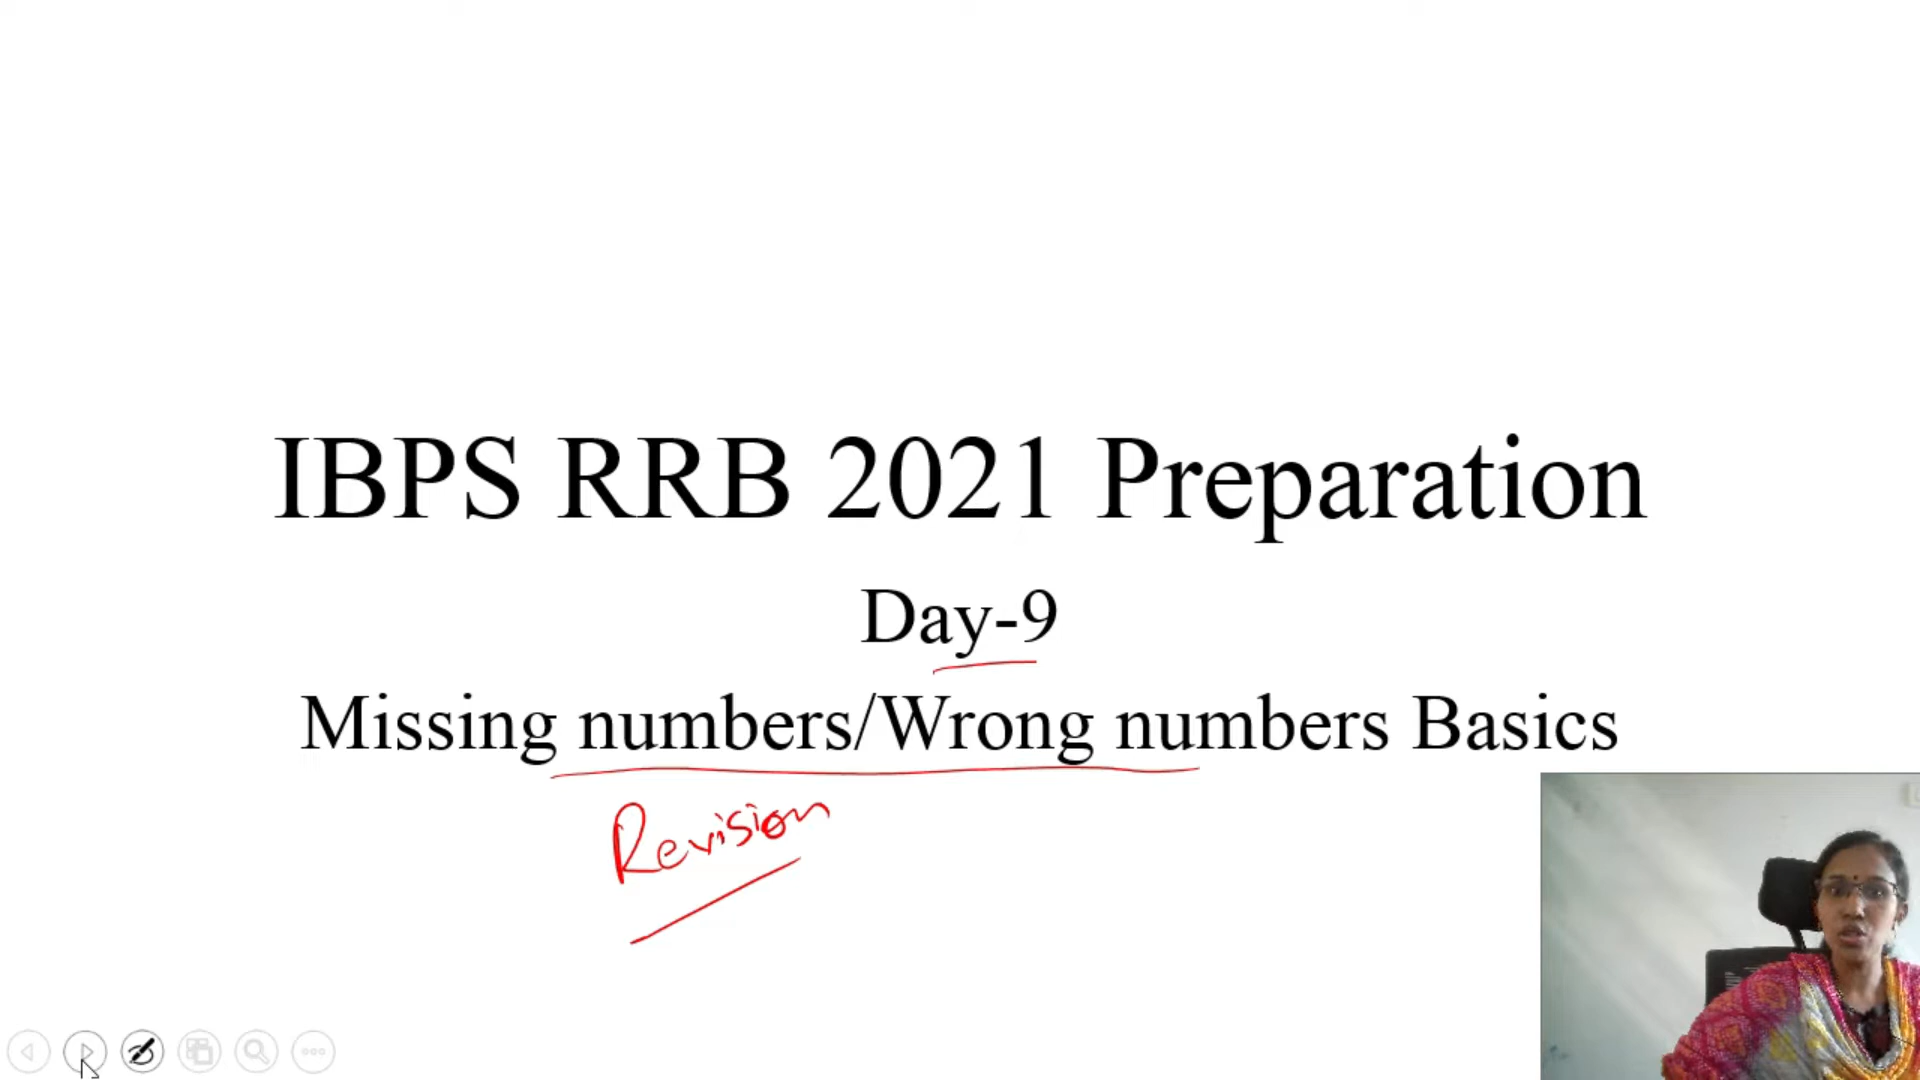 IBPS RRB 2021 Preparation
Day-9
Missing numbers/Wrong numbers Basics
Revision